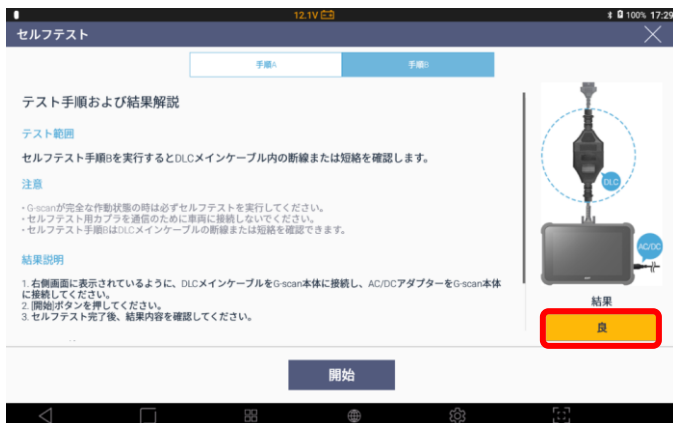 12.1V
100% 17:29
セルフテスト
手順A
手順B
テスト手順および結果解説
テスト範囲
セルフテスト手順Bを実行するとDLCメインケーブル内の断線または短絡を確認します。
注意
・G-scanが完全な作動状態の時は必ずセルフテストを実行してください。
・セルフテスト用カプラを通信のために車両に接続しないでください。
・セルフテスト手順BはDLCメインケーブルの断線または短絡を確認できます。
結果説明
1. 右側画面に表示されているように、DLCメインケーブルをG-scan本体に接続し、AC/DCアダプターをG-scan本体
に接続してください。
2. [開始]ボタンを押してください。
3. セルフテスト完了後、結果内容を確認してください。
DLC
AC/DC
結果
良
開始